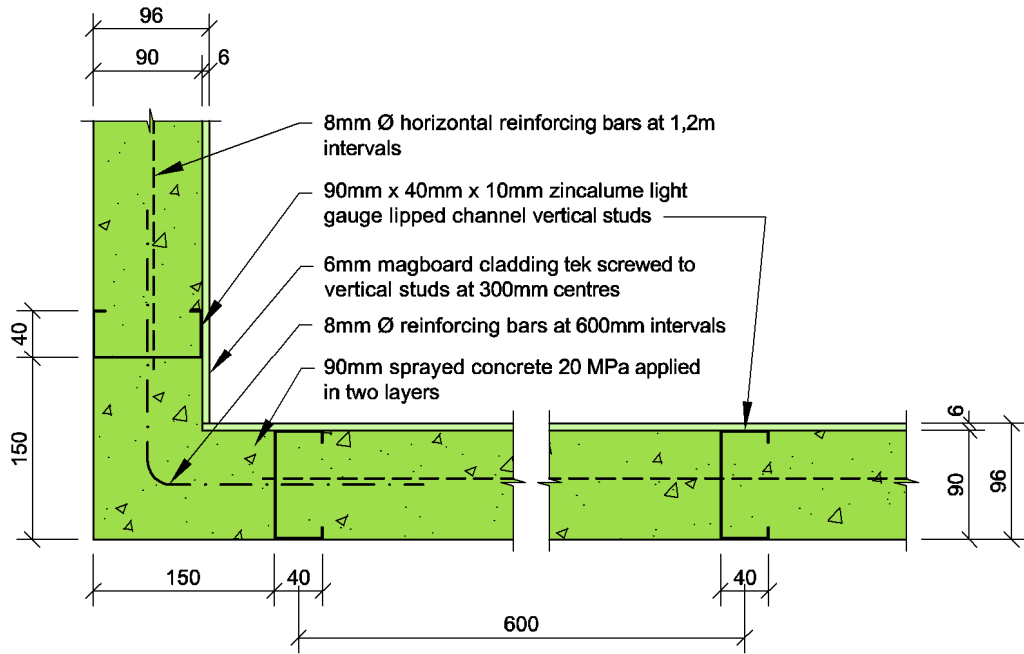 96
90 6
8mm Ø horizontal reinforcing bars at 1,2m
intervals
90mm x 40mm x 10mm zincalume light
gauge lipped channel vertical studs
6mm magboard cladding tek screwed to
vertical studs at 300mm centres
8mm Ø reinforcing bars at 600mm intervals
90mm sprayed concrete 20 MPa applied
in two layers
40
150
6
90
96
150 40 40
600